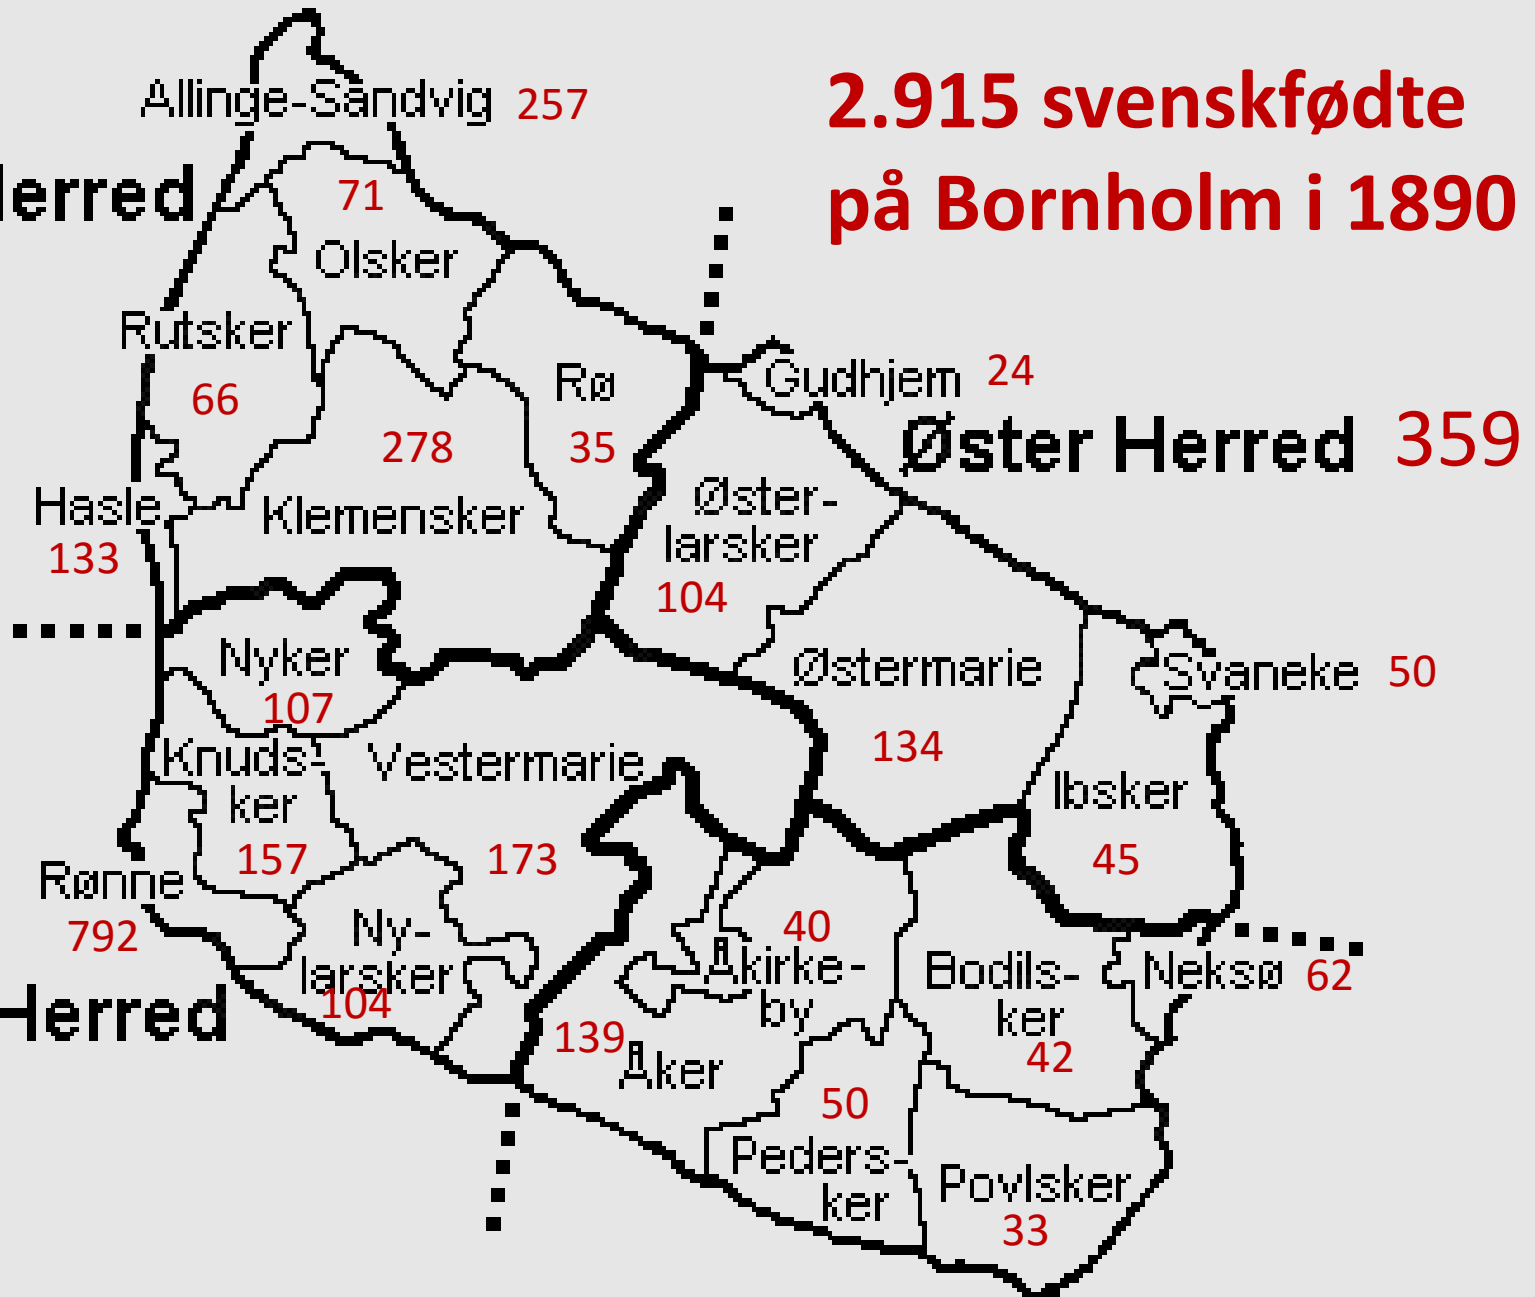 2.915 svenskfødte
på Bornholm i 1890
Allinge-Sandvig 257
Herred
71
Olsker
Rutsker
66
Rø
35
Gudhjem 24
Øster Herred 359
278
Klemensker
Hasle
133
Øster-
larsker
104
Nyker
107
Østermarie
134
Svaneke 50
Knuds-
ker
157
Vestermarie
173
Ibsker
45
Rønne
792
Ny-
larsker
104
Herred
40
Åkirke-
by
139
Åker
Bodils-
ker
42
Neksø 62
50
Peders-
ker
Povlsker
33